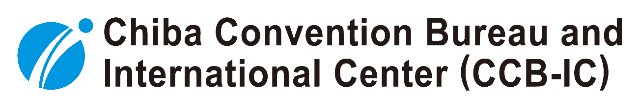 Chiba Convention Bureau and
International Center (CCB-IC)